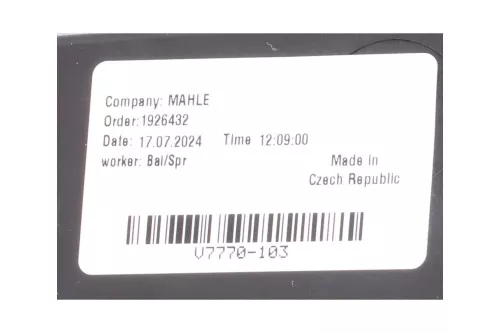 Company: MAHLE
Order:1926432
Date: 17.07.2024 Time 12:09:00
worker: Bal/Spr
Made in
Czech Republic
V7770-103